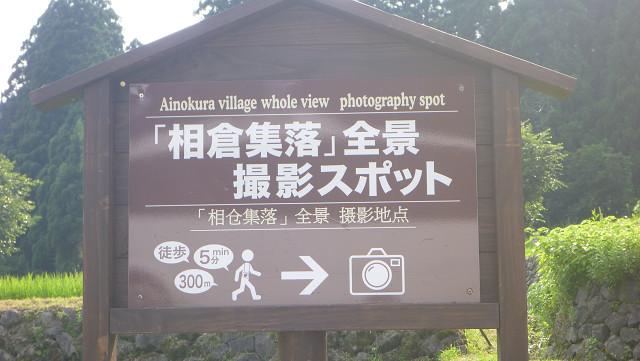 Ainokura village whole view photography spot
「相倉集落」全景
撮影スポット
「相仓集落」全景 摄影地点
徒歩
5min
分
300m